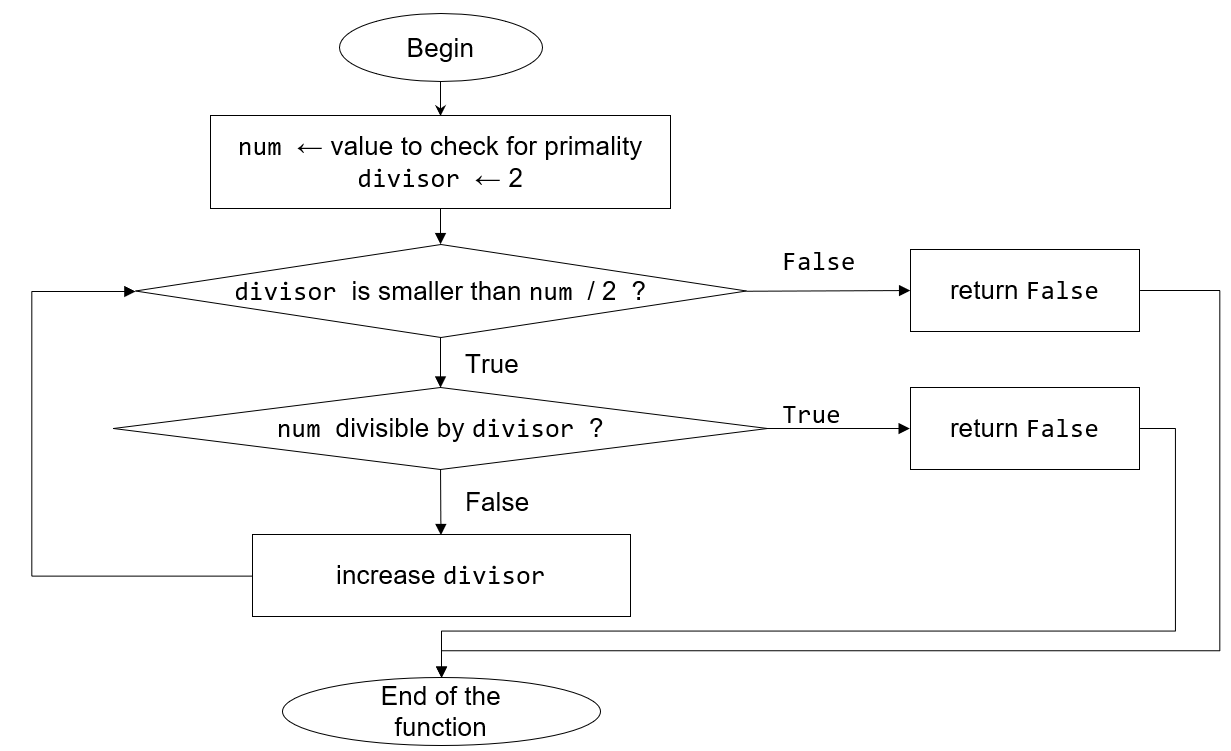 Begin
num ← value to check for primality
divisor ← 2
divisor is smaller than num / 2 ?
False
return False
True
num divisible by divisor ?
True
return False
False
increase divisor
End of the
function